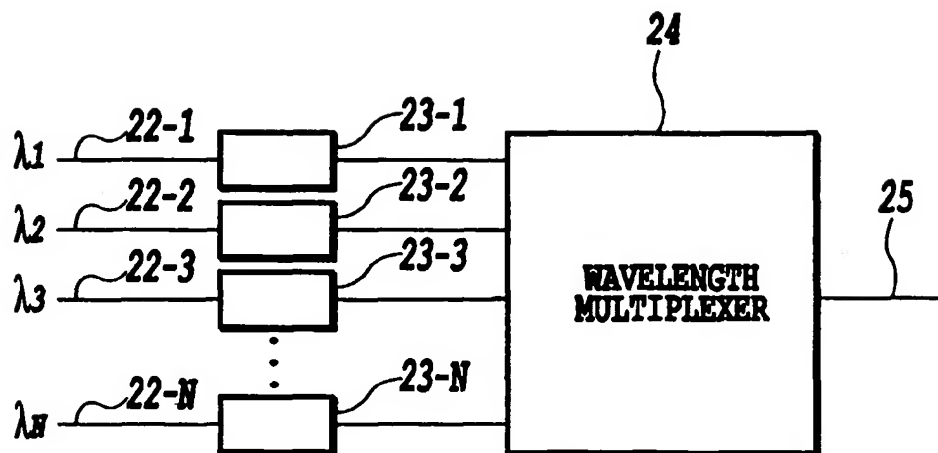 24
λ1 22-1 23-1
λ2 22-2 23-2
25
λ3 22-3 23-3
WAVELENGTH
MULTIPLEXER
λN 22-N 23-N